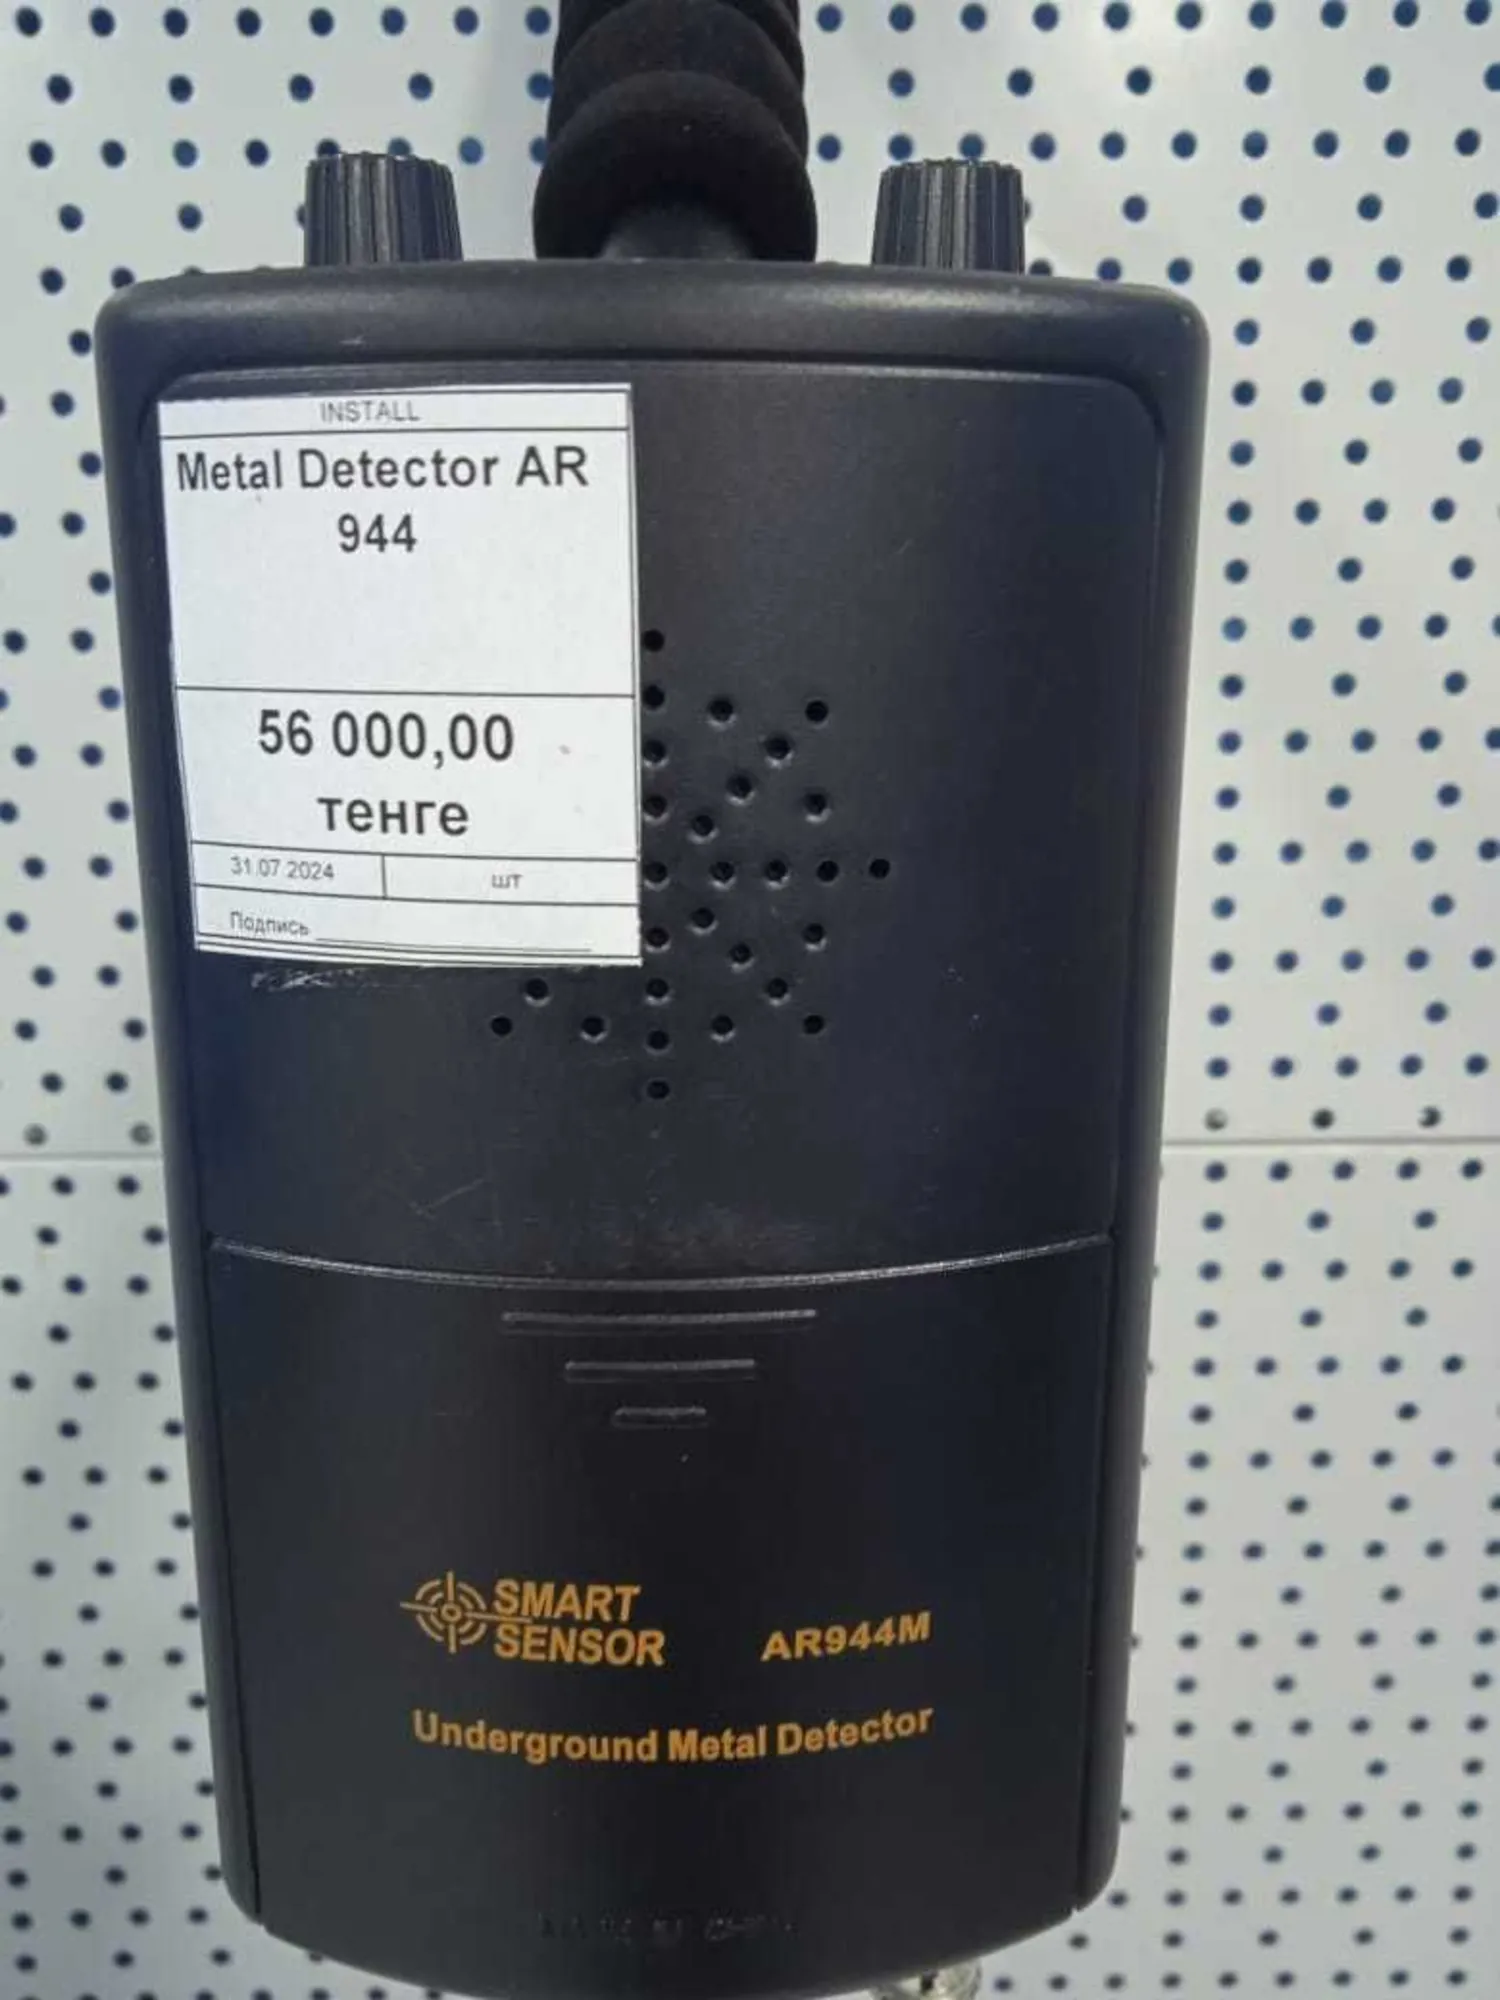 INSTALL
Metal Detector AR
944
56 000,00
тенге
31.07.2024 шт
Подпись
SMART
SENSOR
AR944M
Underground Metal Detector